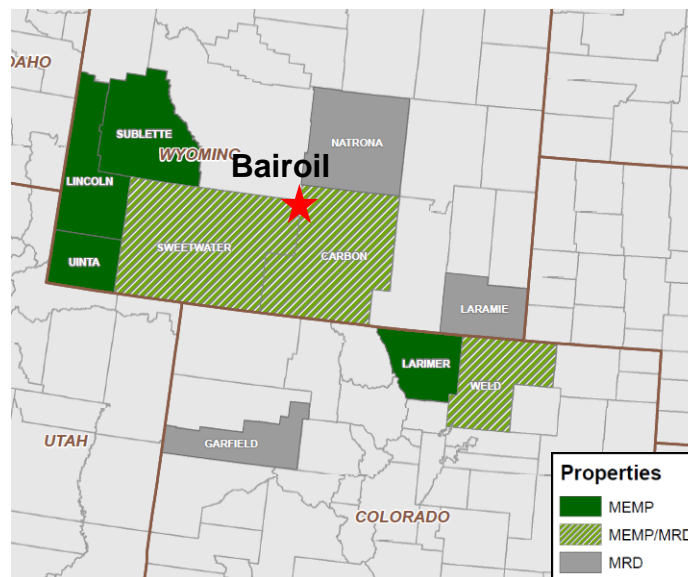 DAHO
SUBLETTE
WYOMING
NATRONA
Bairoil
LINCOLN
SWEETWATER
CARBON
UINTA
LARAMIE
LARIMER
WELD
UTAH
GARFIELD
COLORADO
Properties
MEMP
MEMP/MRD
MRD